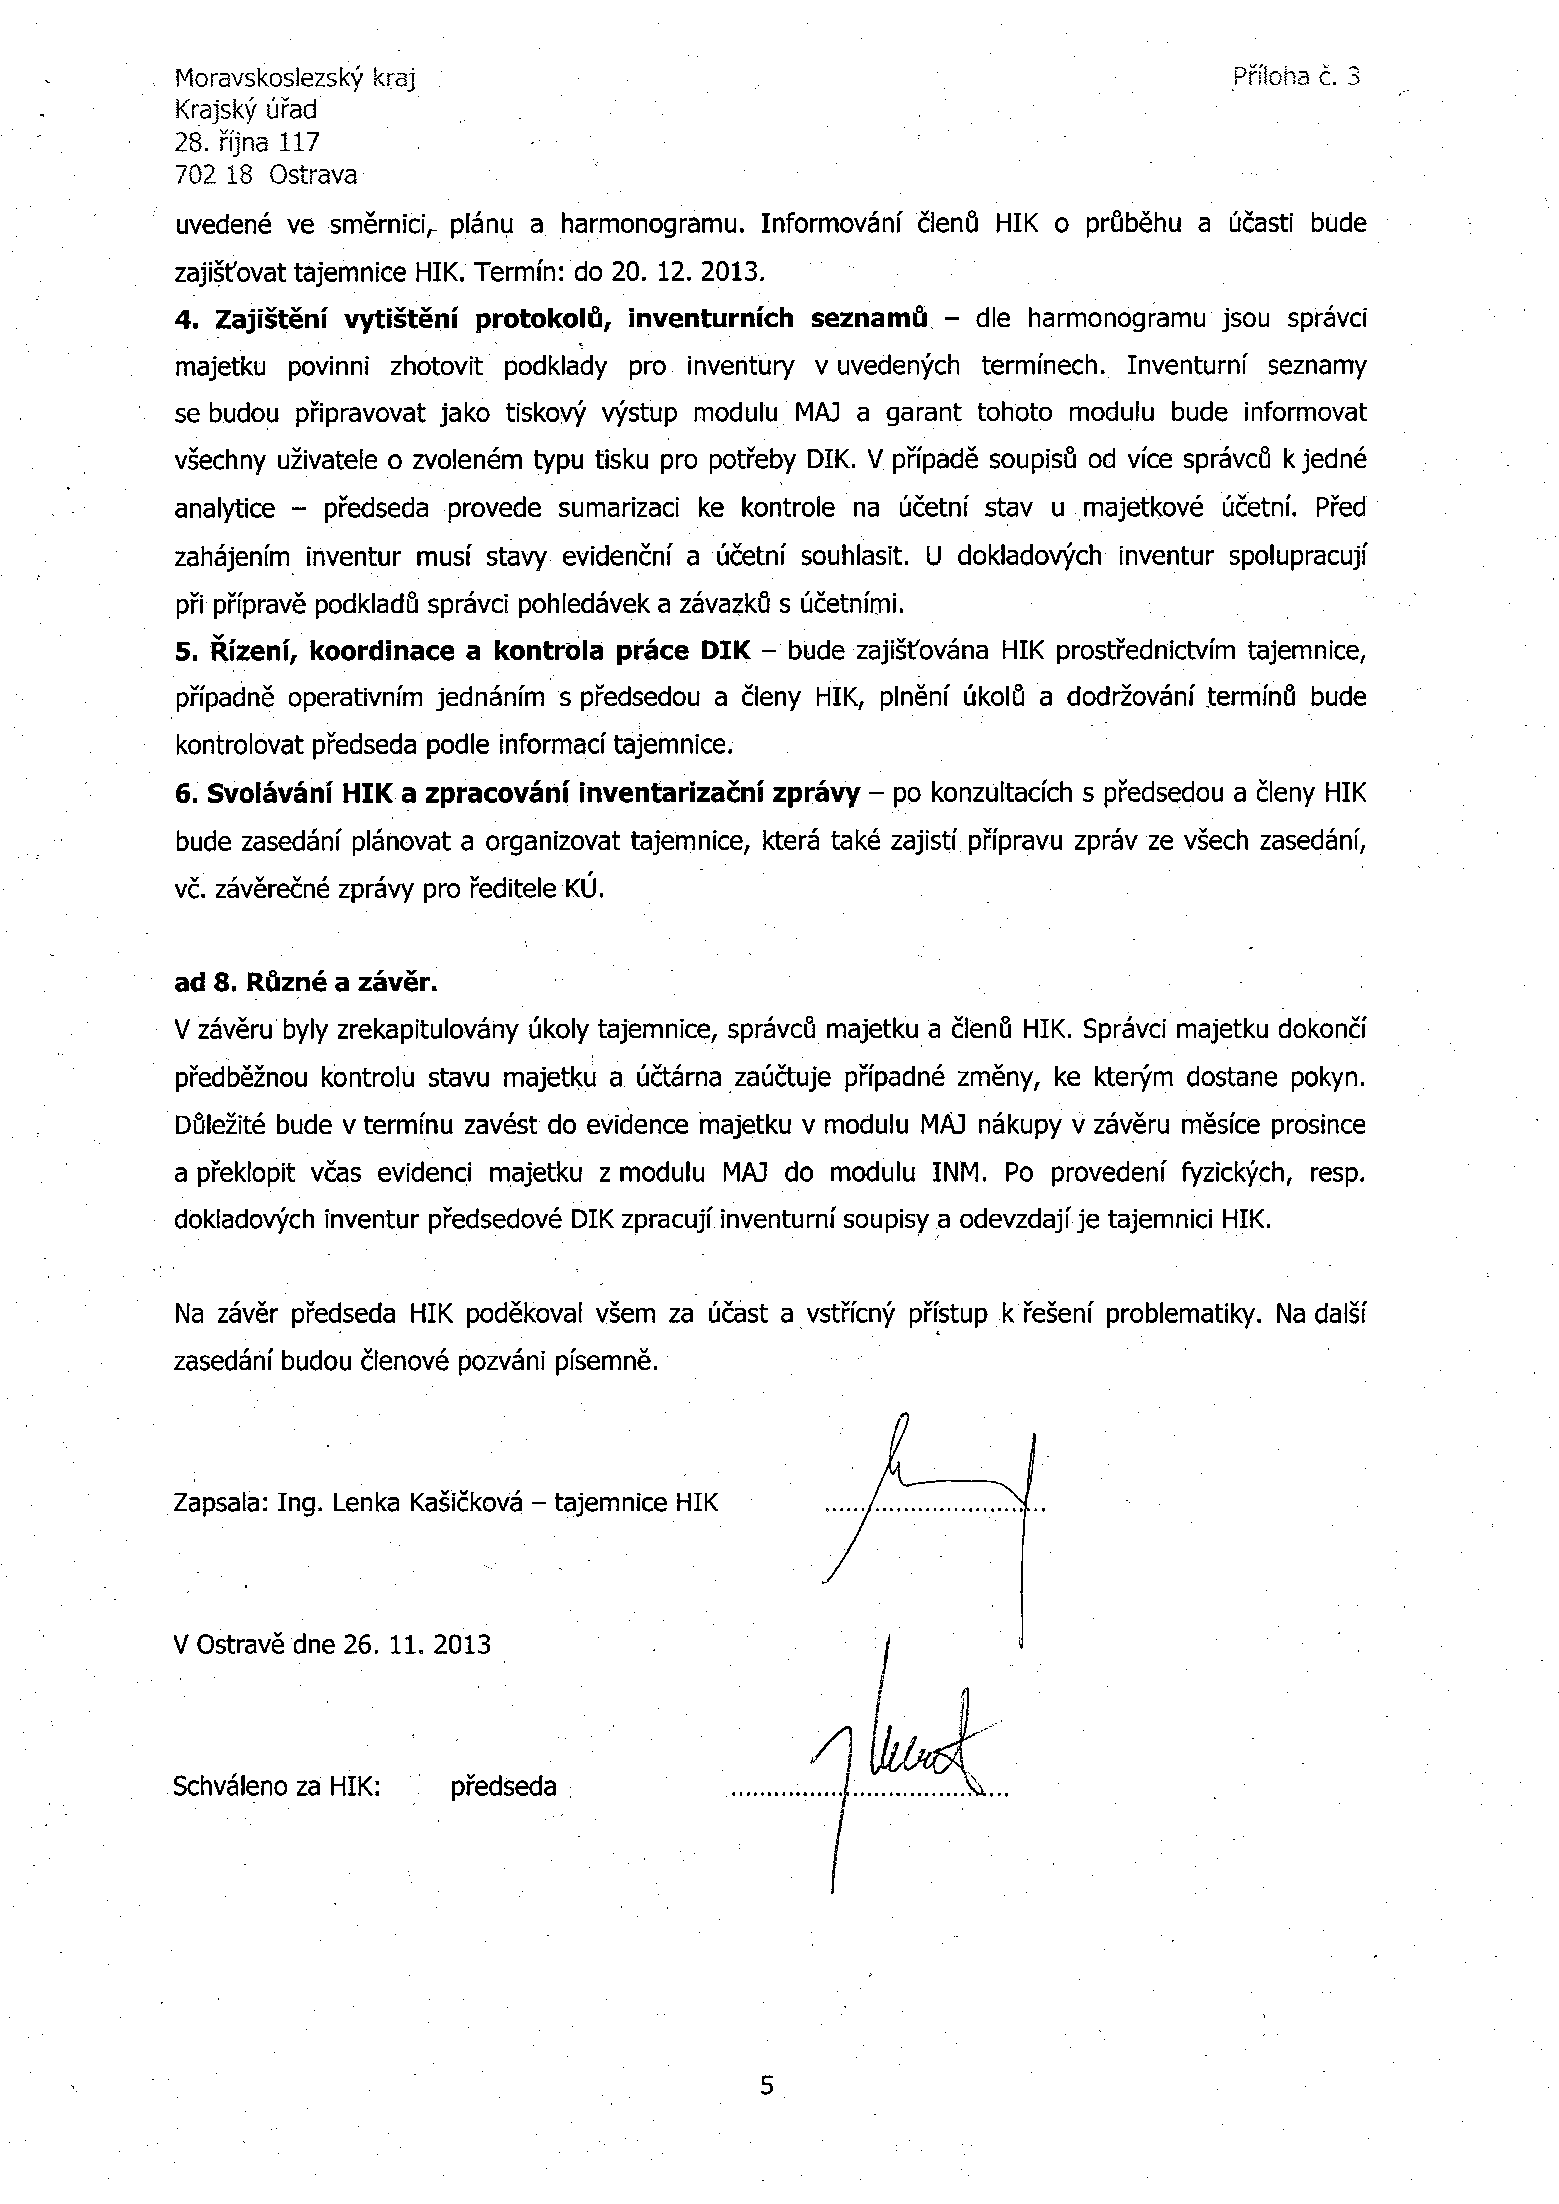 Moravskoslezský kraj
Příloha č. 3
Krajský úřad
28. října 117
702 18 Ostrava
uvedené ve směrnici, plánu a harmonogramu. Informování členů HIK o průběhu a účasti bude
zajišťovat tajemnice HIK. Termín: do 20. 12. 2013.
4. Zajištění vytištění protokolů, inventurních seznamů – dle harmonogramu jsou správci
majetku povinni zhotovit podklady pro inventury v uvedených termínech. Inventurní seznamy
se budou připravovat jako tiskový výstup modulu MAJ a garant tohoto modulu bude informovat
všechny uživatele o zvoleném typu tisku pro potřeby DIK. V případě soupisů od více správců k jedné
analytice – předseda provede sumarizaci ke kontrole na účetní stav u majetkové účetní. Před
zahájením inventur musí stavy evidenční a účetní souhlasit. U dokladových inventur spolupracují
při přípravě podkladů správci pohledávek a závazků s účetními.
5. Řízení, koordinace a kontrola práce DIK – bude zajišťována HIK prostřednictvím tajemnice,
případně operativním jednáním s předsedou a členy HIK, plnění úkolů a dodržování termínů bude
kontrolovat předseda podle informací tajemnice.
6. Svolávání HIK a zpracování inventarizační zprávy – po konzultacích s předsedou a členy HIK
bude zasedání plánovat a organizovat tajemnice, která také zajistí přípravu zpráv ze všech zasedání,
vč. závěrečné zprávy pro ředitele KÚ.
ad 8. Různé a závěr.
V závěru byly zrekapitulovány úkoly tajemnice, správců majetku a členů HIK. Správci majetku dokončí
předběžnou kontrolu stavu majetku a účtárna zaúčtuje případné změny, ke kterým dostane pokyn.
Důležité bude v termínu zavést do evidence majetku v modulu MAJ nákupy v závěru měsíce prosince
a překlopit včas evidenci majetku z modulu MAJ do modulu INM. Po provedení fyzických, resp.
dokladových inventur předsedové DIK zpracují inventurní soupisy a odevzdají je tajemnici HIK.
Na závěr předseda HIK poděkoval všem za účast a vstřícný přístup k řešení problematiky. Na další
zasedání budou členové pozváni písemně.
Zapsala: Ing. Lenka Kašičková – tajemnice HIK
V Ostravě dne 26. 11. 2013
Schváleno za HIK: předseda
5